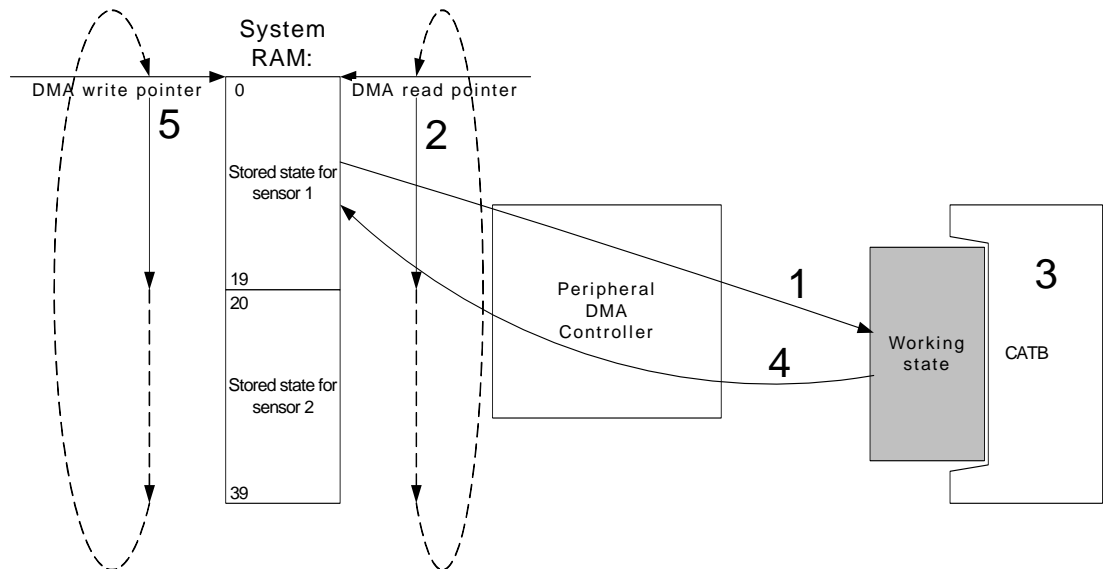 System
RAM:
DMA write pointer
0
DMA read pointer
5
2
Stored state for
sensor 1
19
20
Stored state for
sensor 2
39
Peripheral
DMA
Controller
1
4
Working
state
3
CATB